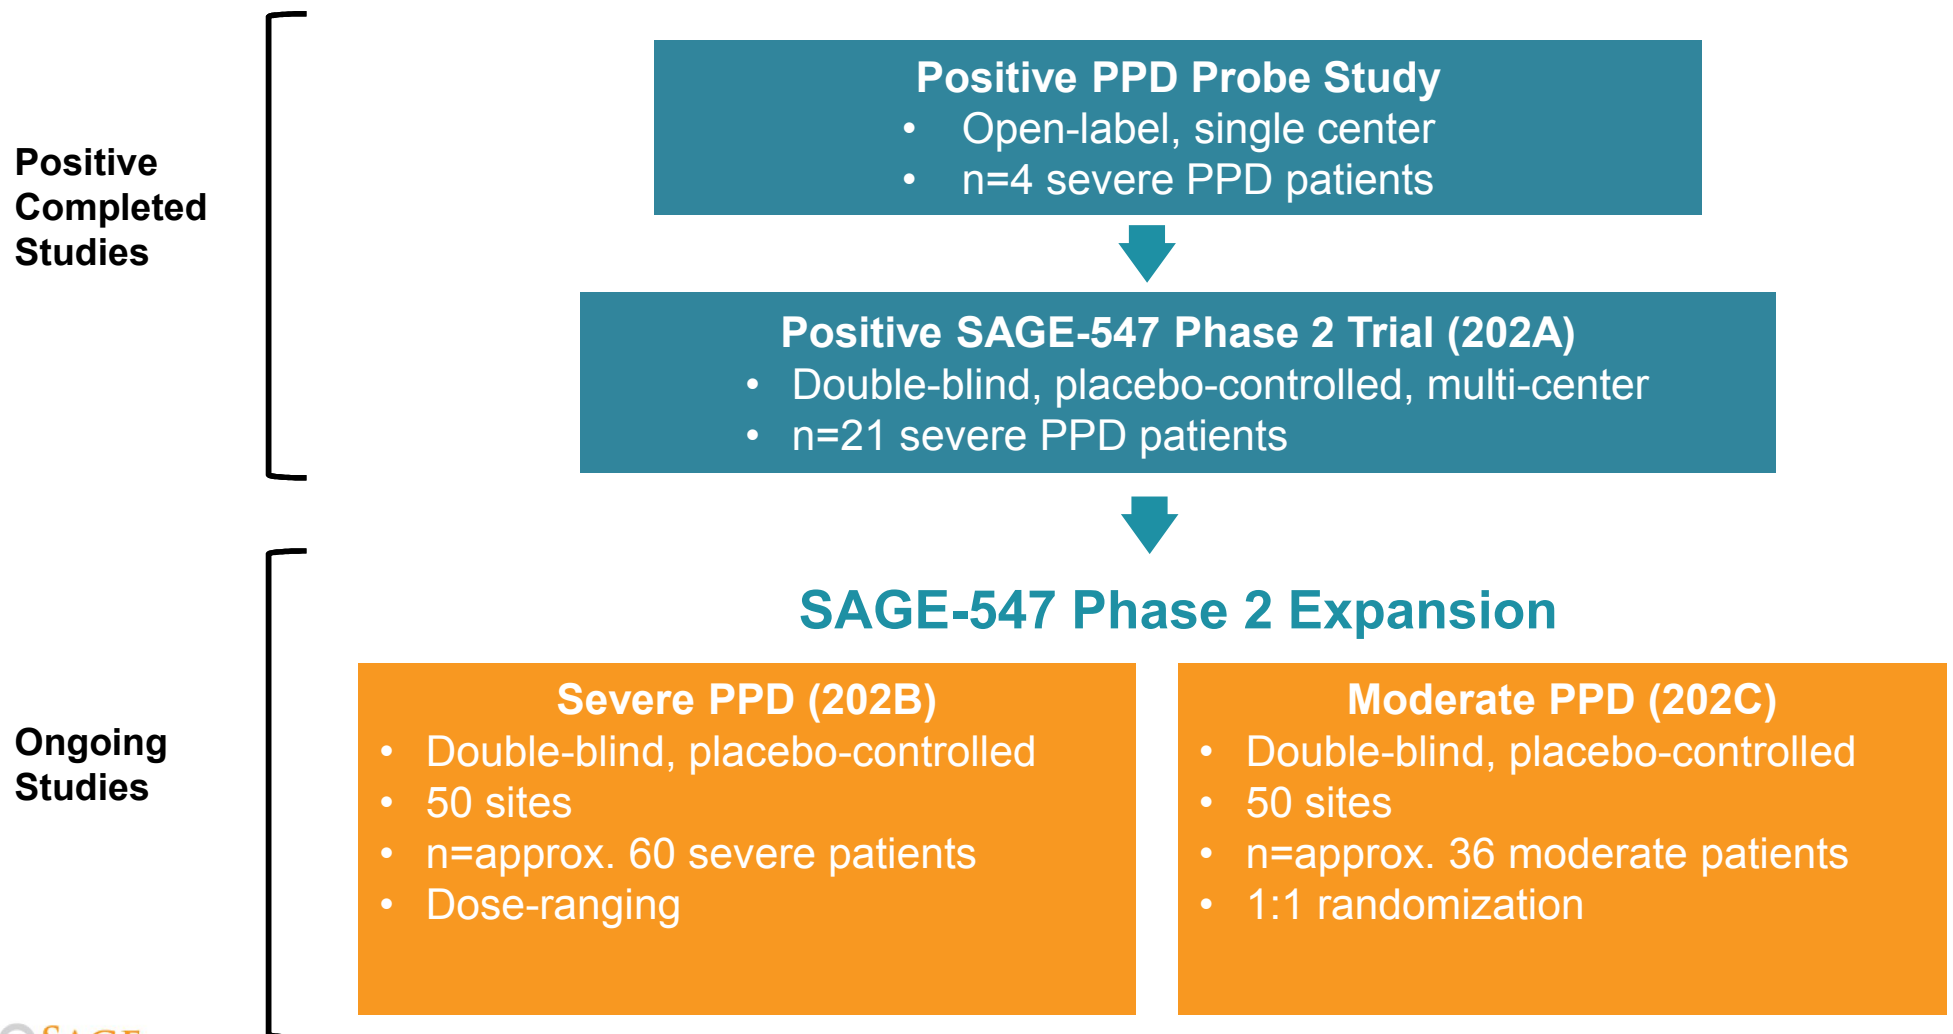 Positive
Completed
Studies
Positive PPD Probe Study
• Open-label, single center
• n=4 severe PPD patients
Positive SAGE-547 Phase 2 Trial (202A)
• Double-blind, placebo-controlled, multi-center
• n=21 severe PPD patients
SAGE-547 Phase 2 Expansion
Ongoing
Studies
Severe PPD (202B)
• Double-blind, placebo-controlled
• 50 sites
• n=approx. 60 severe patients
• Dose-ranging
Moderate PPD (202C)
• Double-blind, placebo-controlled
• 50 sites
• n=approx. 36 moderate patients
• 1:1 randomization
SAGE